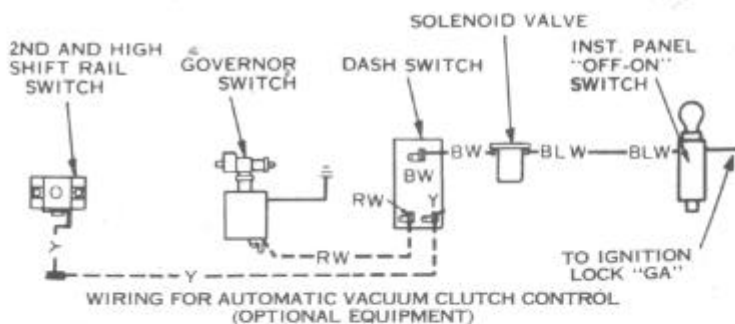 SOLENOID VALVE
2ND AND HIGH
SHIFT RAIL
SWITCH
GOVERNOR
SWITCH
DASH SWITCH
INST. PANEL
"OFF-ON"
SWITCH
BW
BLW
BLW
BW
RW
Y
Y
RW
Y
TO IGNITION
LOCK "GA"
WIRING FOR AUTOMATIC VACUUM CLUTCH CONTROL
(OPTIONAL EQUIPMENT)